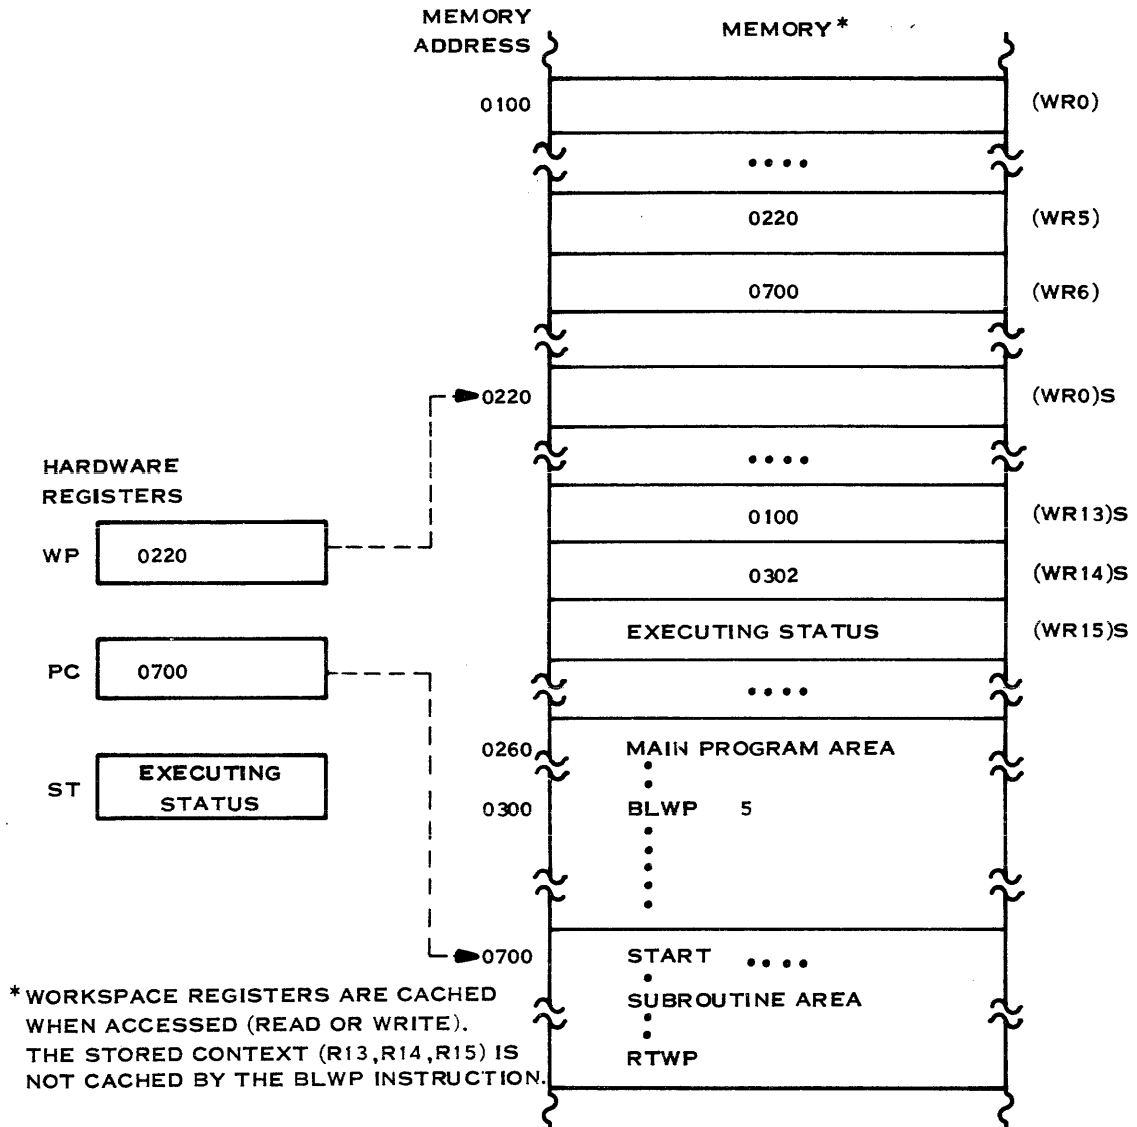 MEMORY
ADDRESS
MEMORY*
0100 (WR0)
• • • •
0220 (WR5)
0700 (WR6)
0220 (WR0)S
• • • •
HARDWARE
REGISTERS
0100 (WR13)S
WP 0220
0302 (WR14)S
EXECUTING STATUS (WR15)S
PC 0700
• • • •
0260 MAIN PROGRAM AREA
ST EXECUTING
STATUS
0300 BLWP 5
0700 START • • • •
SUBROUTINE AREA
RTWP
* WORKSPACE REGISTERS ARE CACHED
WHEN ACCESSED (READ OR WRITE).
THE STORED CONTEXT (R13,R14,R15) IS
NOT CACHED BY THE BLWP INSTRUCTION.